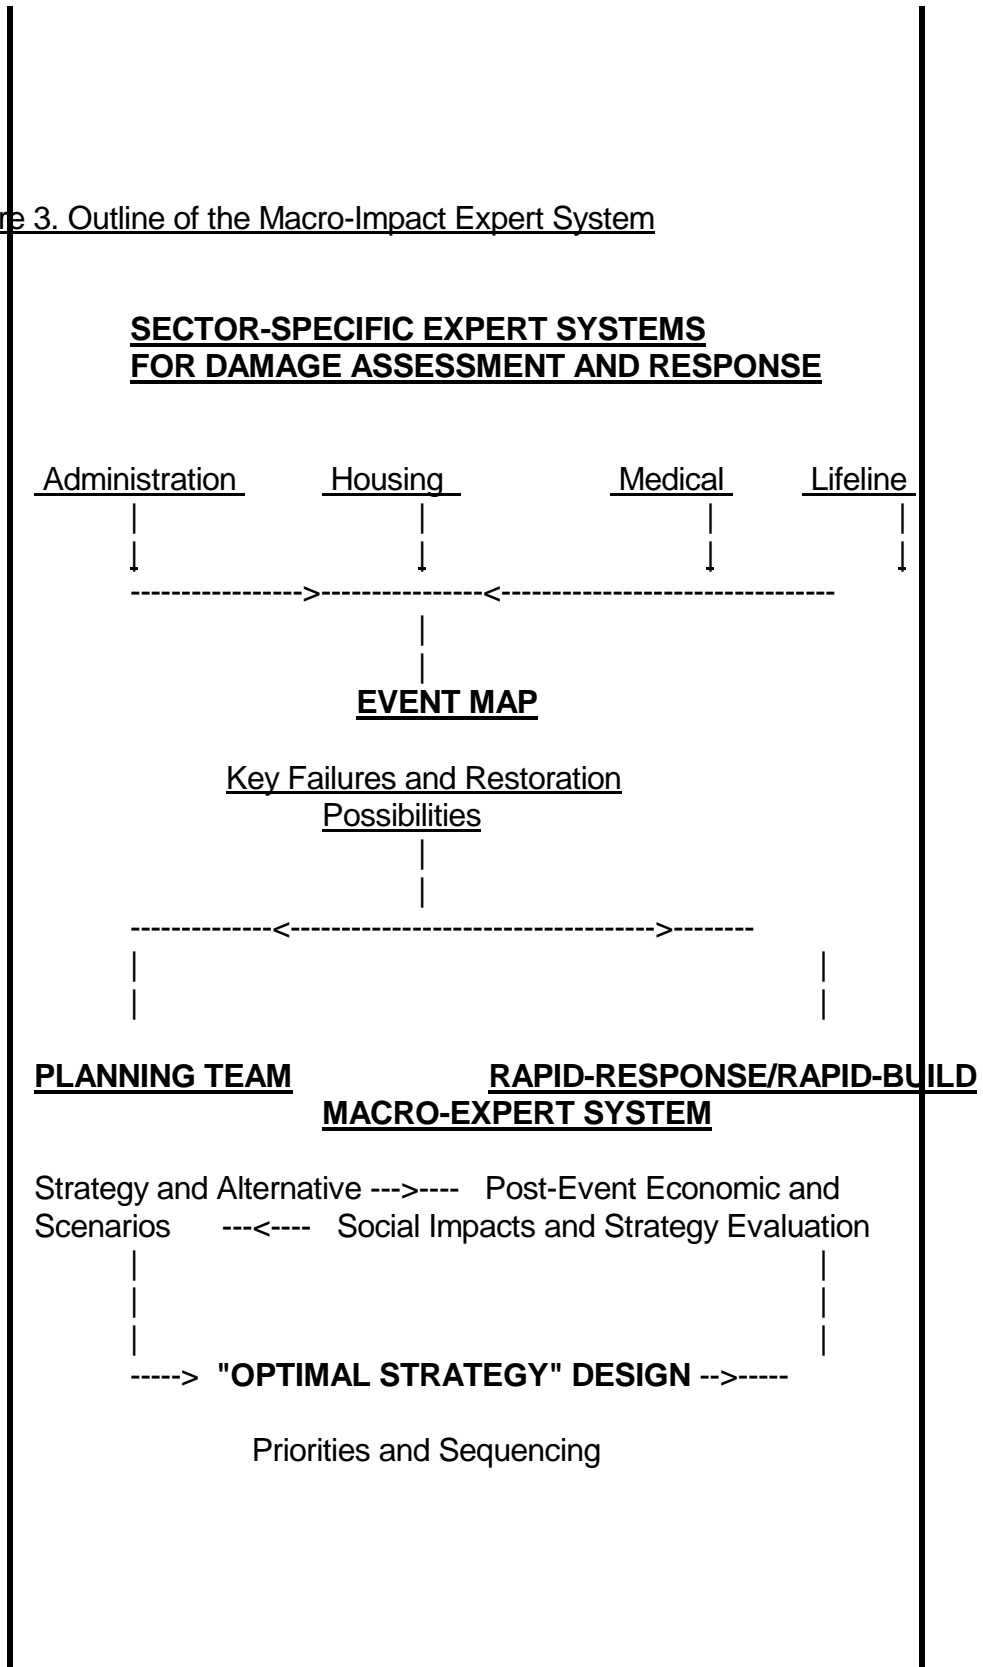 re 3. Outline of the Macro-Impact Expert System
SECTOR-SPECIFIC EXPERT SYSTEMS
FOR DAMAGE ASSESSMENT AND RESPONSE
Administration Housing Medical Lifeline
| | | |
| | | |
----------------->----------------<---------------------------------
|
|
EVENT MAP
Key Failures and Restoration
Possibilities
|
|
--------------<------------------------------------>--------
| |
| |
PLANNING TEAM RAPID-RESPONSE/RAPID-BUILD
MACRO-EXPERT SYSTEM
Strategy and Alternative --->---- Post-Event Economic and
Scenarios ---<---- Social Impacts and Strategy Evaluation
| |
| |
| |
-----> "OPTIMAL STRATEGY" DESIGN -->-----
Priorities and Sequencing